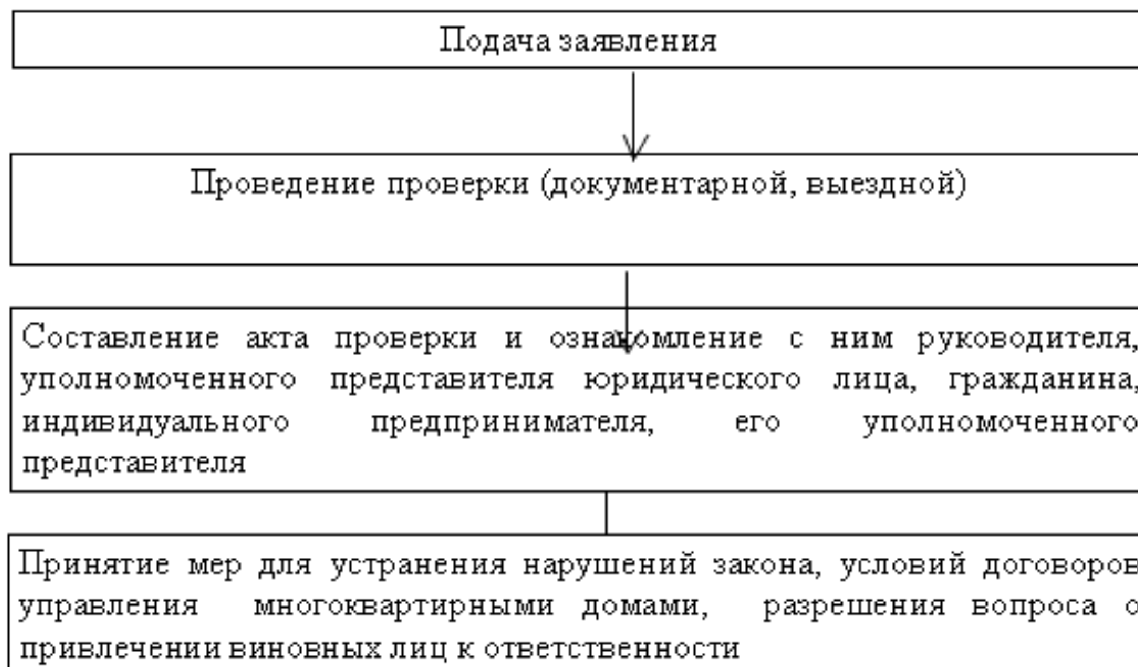 Подача заявления
Проведение проверки (документарной, выездной)
Составление акта проверки и ознакомление с ним руководителя,
уполномоченного представителя юридического лица, гражданина,
индивидуального предпринимателя, его уполномоченного
представителя
Принятие мер для устранения нарушений закона, условий договоров
управления многоквартирными домами, разрешения вопроса о
привлечении виновных лиц к ответственности